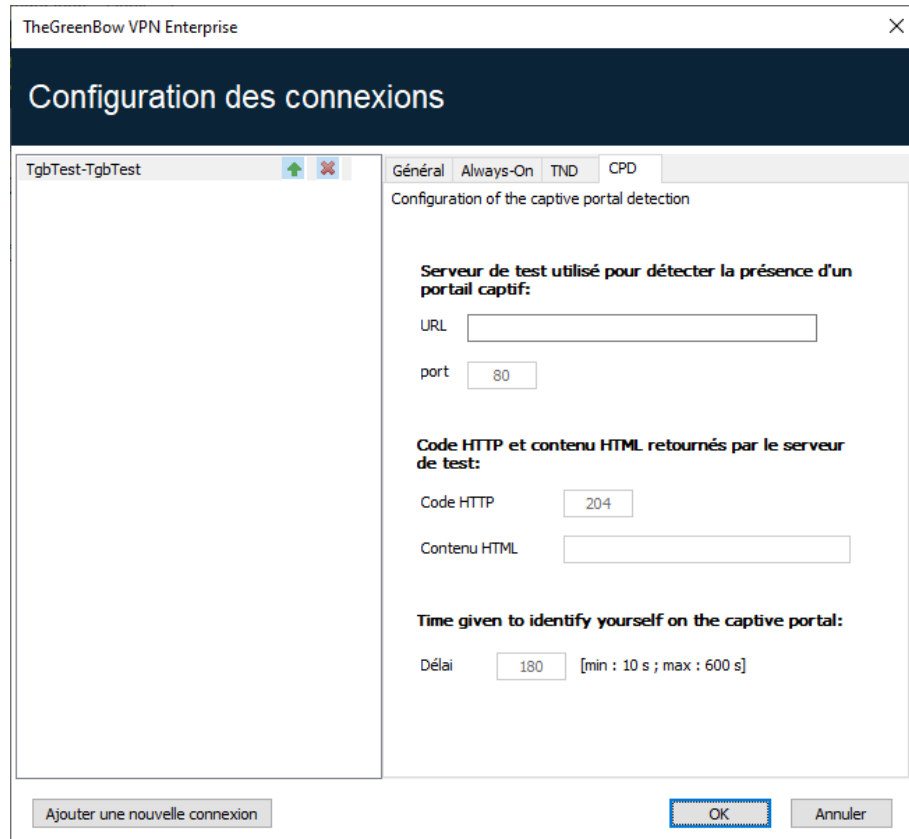 TheGreenBow VPN Enterprise
Configuration des connexions
TgbTest-TgbTest
Général Always-On TND CPD
Configuration of the captive portal detection
Serveur de test utilisé pour détecter la présence d'un
portail captif:
URL
port 80
Code HTTP et contenu HTML retournés par le serveur
de test:
Code HTTP 204
Contenu HTML
Time given to identify yourself on the captive portal:
Délai 180 [min : 10 s ; max : 600 s]
Ajouter une nouvelle connexion OK Annuler